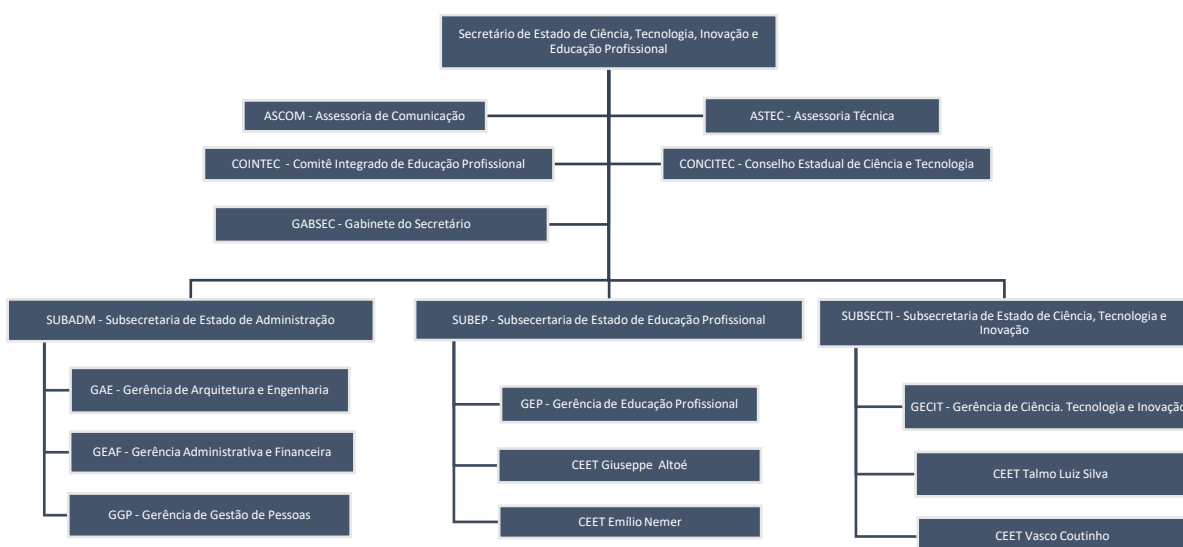 Secretário de Estado de Ciência, Tecnologia, Inovação e
Educação Profissional
ASCOM - Assessoria de Comunicação
ASTEC - Assessoria Técnica
COINTEC - Comitê Integrado de Educação Profissional
CONCITEC - Conselho Estadual de Ciência e Tecnologia
GABSEC - Gabinete do Secretário
SUBADM - Subsecretaria de Estado de Administração
GAE - Gerência de Arquitetura e Engenharia
GEAF - Gerência Administrativa e Financeira
GGP - Gerência de Gestão de Pessoas
SUBEP - Subsecertaria de Estado de Educação Profissional
GEP - Gerência de Educação Profissional
CEET Giuseppe Altoé
CEET Emílio Nemer
SUBSECTI - Subsecretaria de Estado de Ciência, Tecnologia e
Inovação
GECIT - Gerência de Ciência. Tecnologia e Inovação
CEET Talmo Luiz Silva
CEET Vasco Coutinho